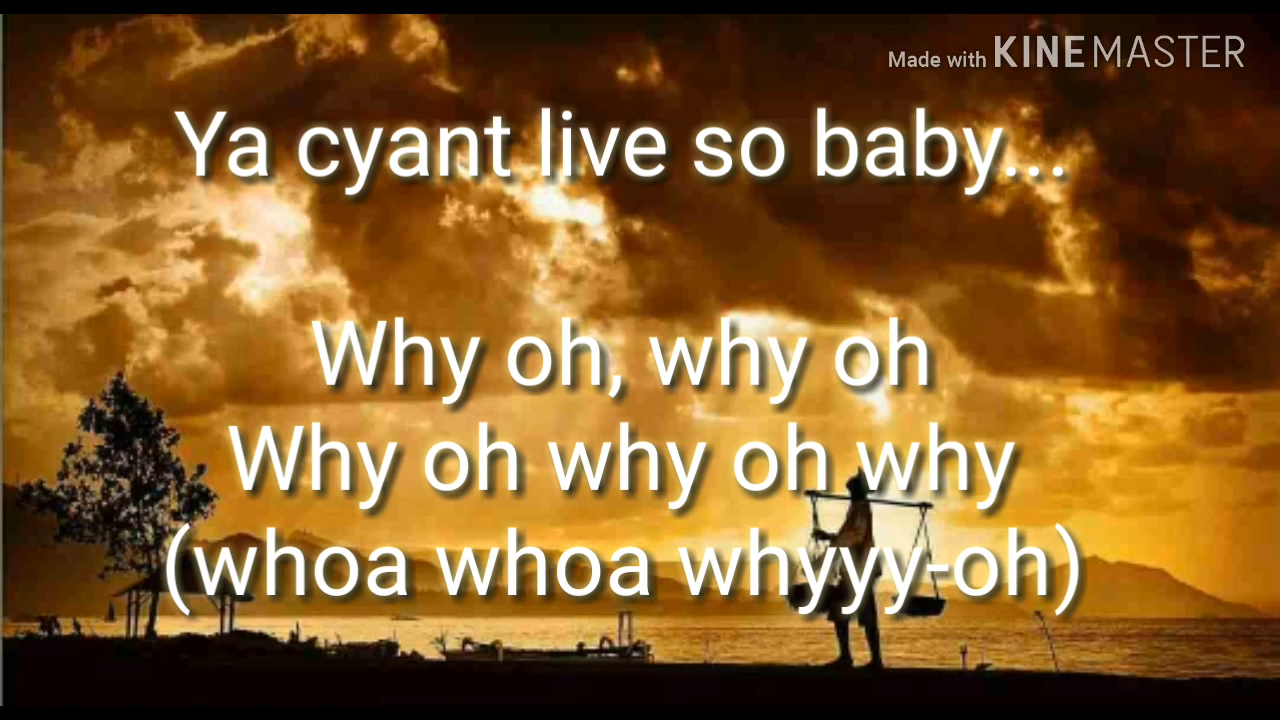 Made with KINEMASTER
Ya cyant live so baby...
Why oh, why oh
Why oh why oh why
(whoa whoa whyyy-oh)